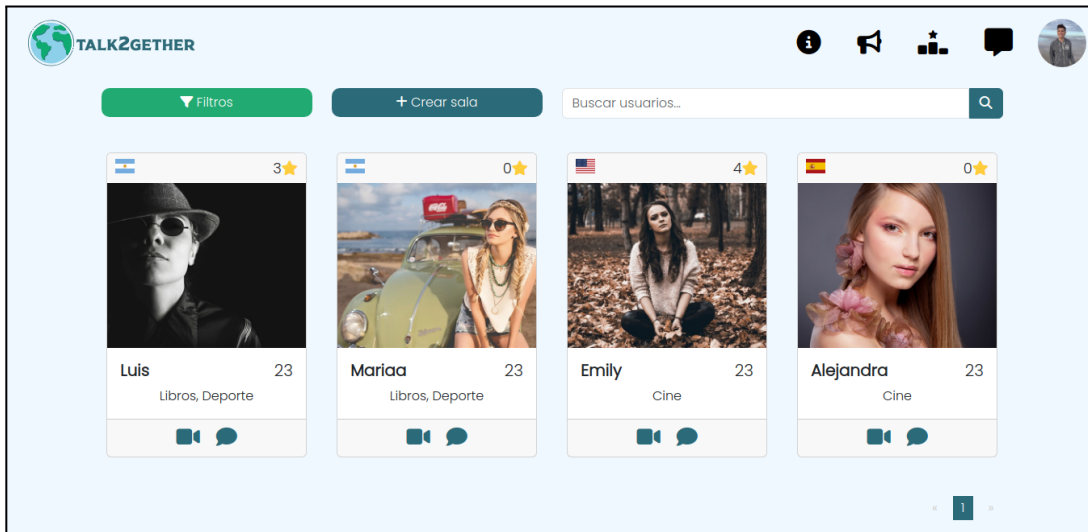 TALK2GETHER
Filtros
Crear sala
Buscar usuarios...
3
0
4
0
Luis 23
Mariaa 23
Emily 23
Alejandra 23
Libros, Deporte
Libros, Deporte
Cine
Cine
« 1 »